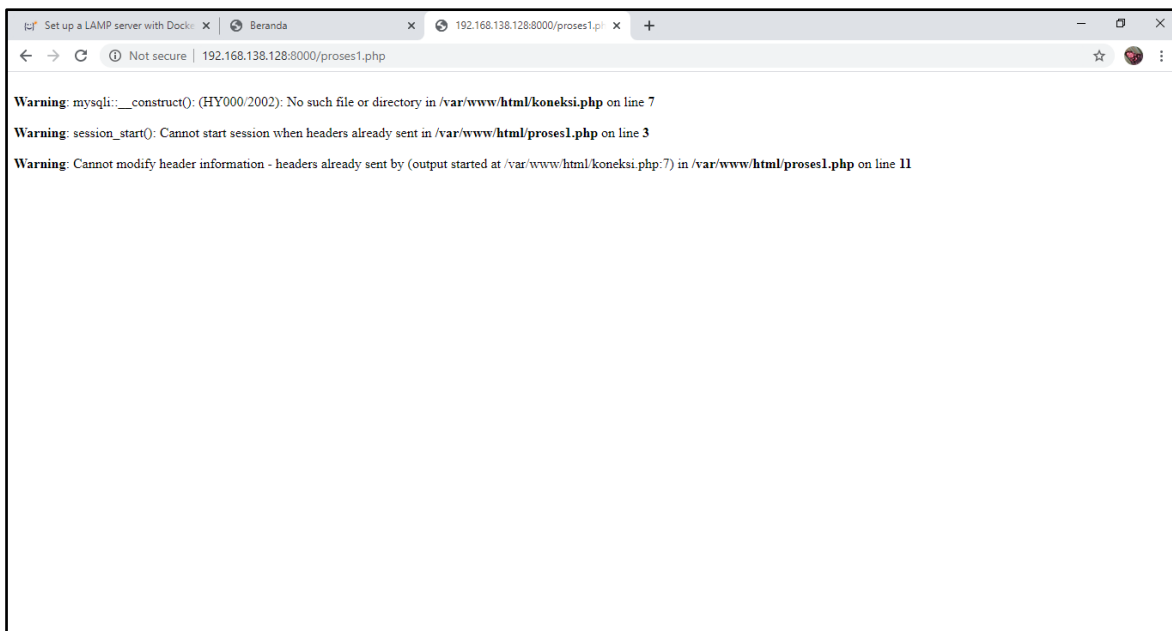 Set up a LAMP server with Docke
Beranda
192.168.138.128:8000/proses1.ph
Not secure | 192.168.138.128:8000/proses1.php
Warning: mysqli::__construct(): (HY000/2002): No such file or directory in /var/www/html/koneksi.php on line 7
Warning: session_start(): Cannot start session when headers already sent in /var/www/html/proses1.php on line 3
Warning: Cannot modify header information - headers already sent by (output started at /var/www/html/koneksi.php:7) in /var/www/html/proses1.php on line 11